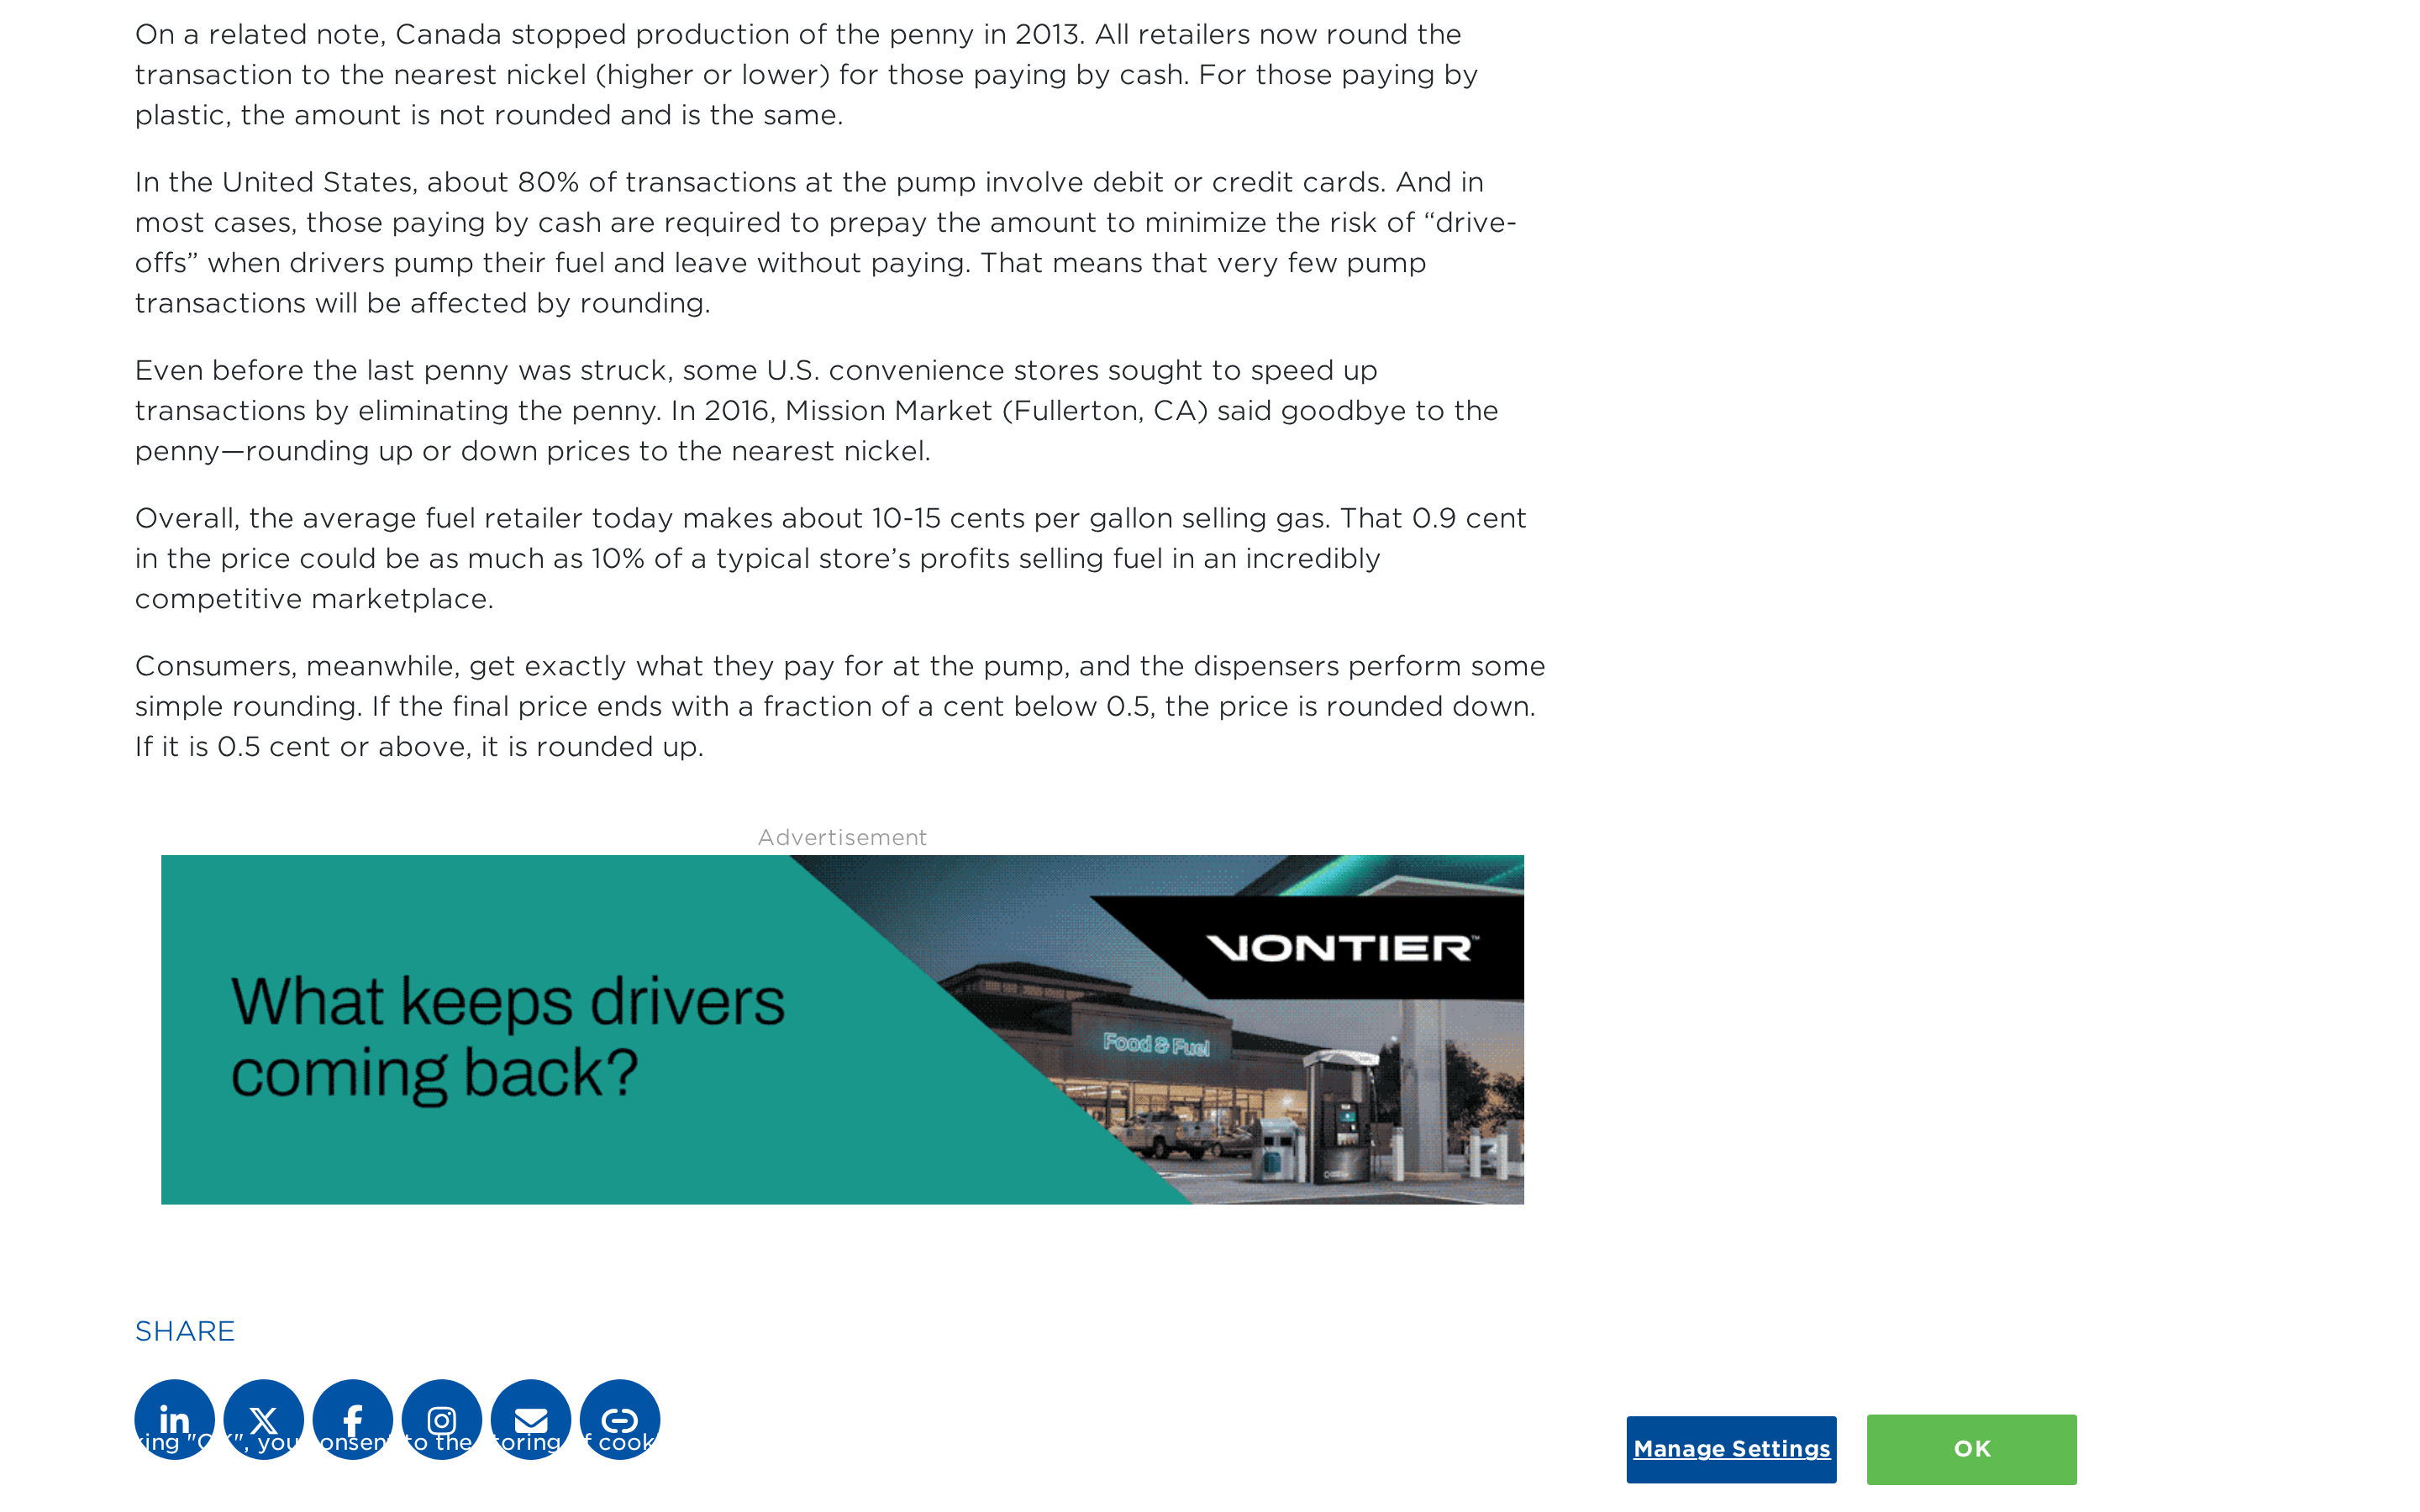 On a related note, Canada stopped production of the penny in 2013. All retailers now round the
transaction to the nearest nickel (higher or lower) for those paying by cash. For those paying by
plastic, the amount is not rounded and is the same.
In the United States, about 80% of transactions at the pump involve debit or credit cards. And in
most cases, those paying by cash are required to prepay the amount to minimize the risk of “drive-
offs” when drivers pump their fuel and leave without paying. That means that very few pump
transactions will be affected by rounding.
Even before the last penny was struck, some U.S. convenience stores sought to speed up
transactions by eliminating the penny. In 2016, Mission Market (Fullerton, CA) said goodbye to the
penny—rounding up or down prices to the nearest nickel.
Overall, the average fuel retailer today makes about 10-15 cents per gallon selling gas. That 0.9 cent
in the price could be as much as 10% of a typical store’s profits selling fuel in an incredibly
competitive marketplace.
Consumers, meanwhile, get exactly what they pay for at the pump, and the dispensers perform some
simple rounding. If the final price ends with a fraction of a cent below 0.5, the price is rounded down.
If it is 0.5 cent or above, it is rounded up.
Advertisement
VONTIER™
What keeps drivers
coming back?
Food & Fuel
SHARE
"OK", you consent to the storing of
Manage Settings
OK